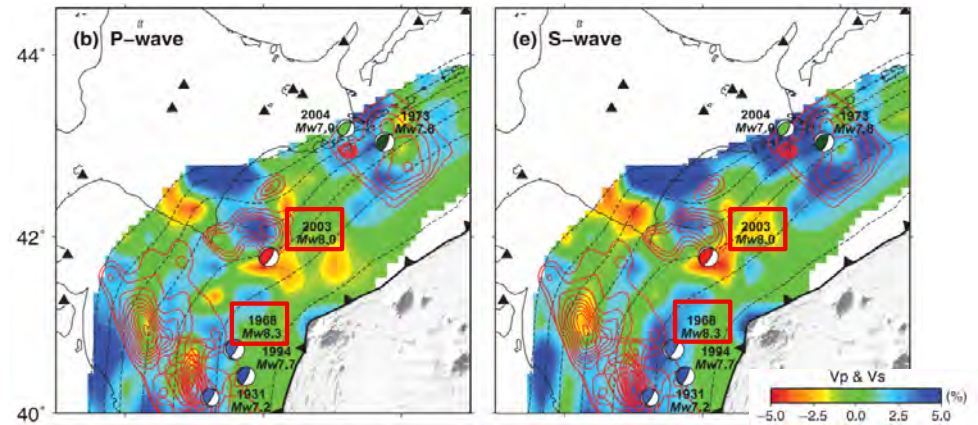 (b) P-wave
(e) S-wave
44°
42°
40°
2004
Mw7.0
1973
Mw7.8
2003
Mw8.0
1968
Mw8.3
1994
Mw7.7
1931
Mw7.2
2004
Mw7.0
1973
Mw7.8
2003
Mw8.0
1968
Mw8.3
1994
Mw7.7
1931
Mw7.2
Vp & Vs
(%)
-5.0 -2.5 0.0 2.5 5.0